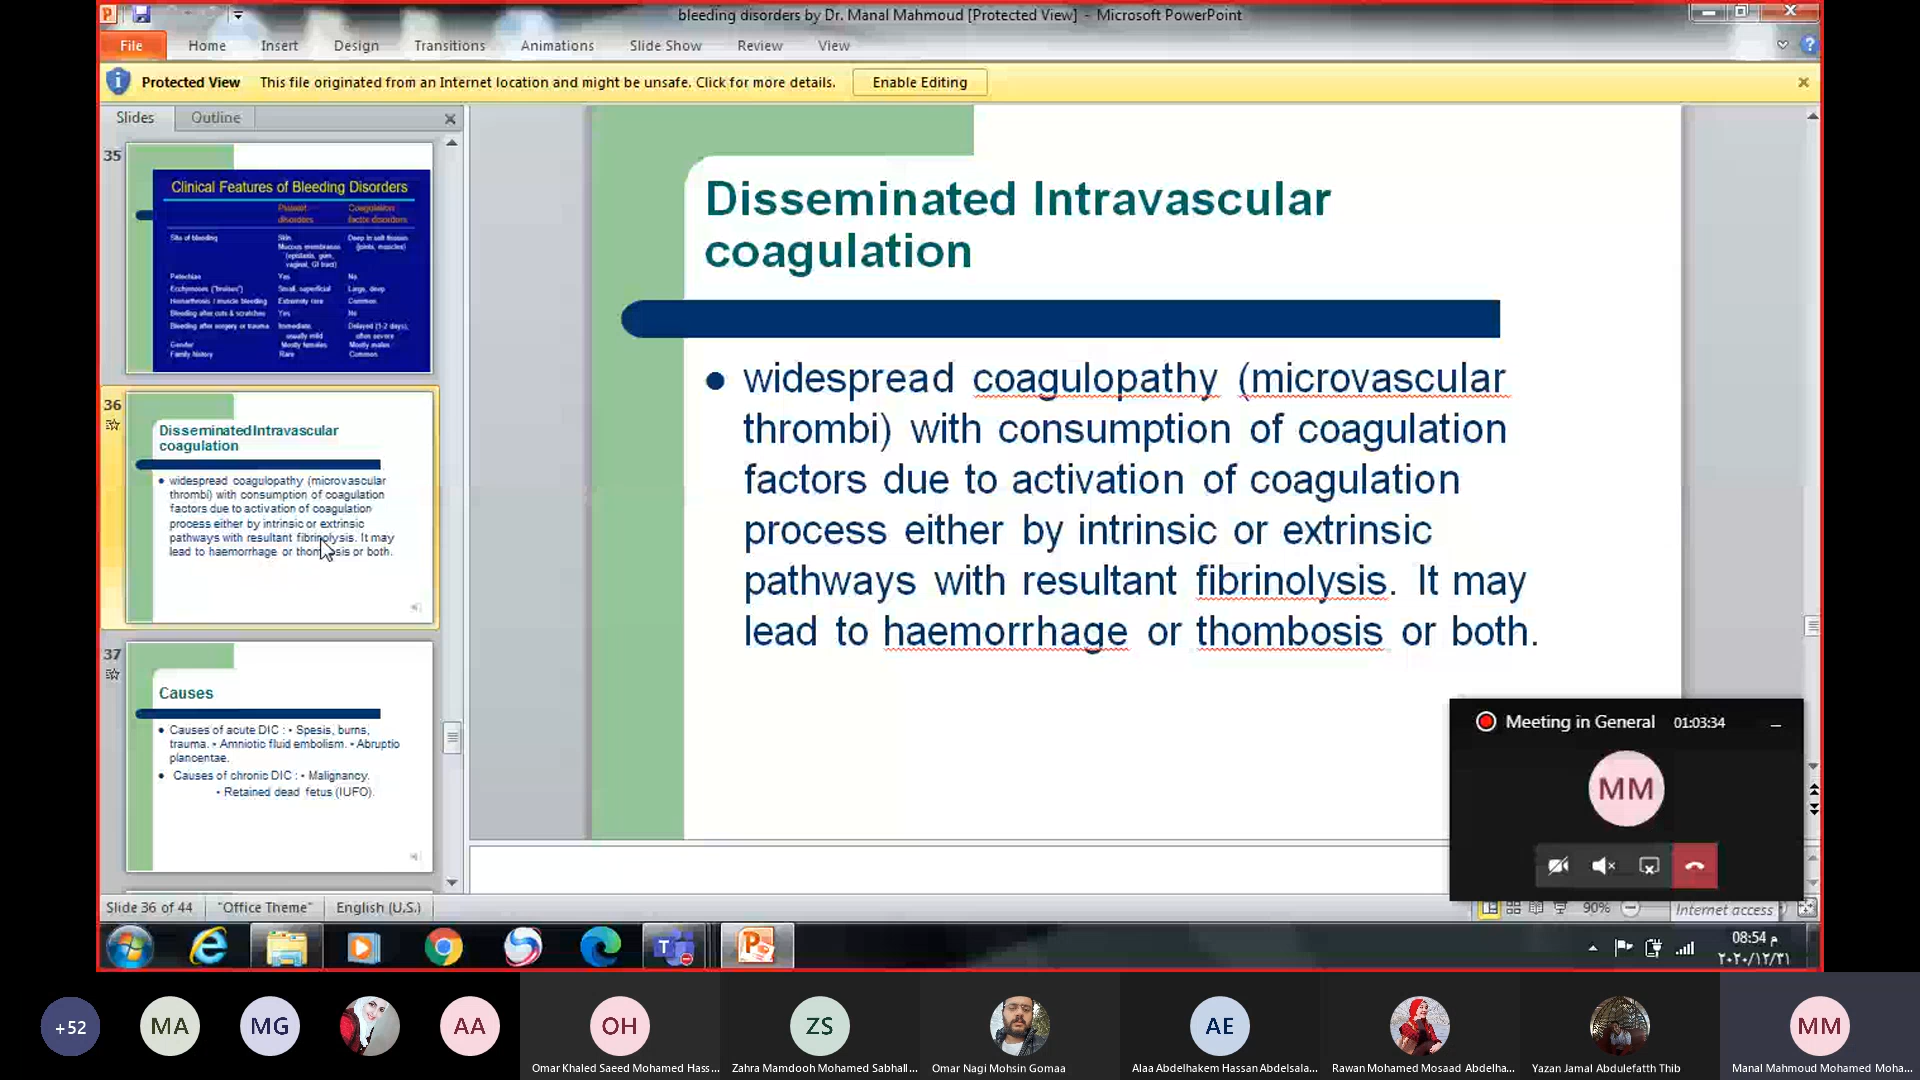 bleeding disorders by Dr. Manal Mahmoud [Protected View] - Microsoft PowerPoint
File Home Insert Design Transitions Animations Slide Show Review View
Protected View This file originated from an Internet location and might be unsafe. Click for more details. Enable Editing
Slides Outline
35
Clinical Features of Bleeding Disorders
Coagulation
disorders factor disorders
Site of bleeding Skin Deep in soft tissues
Mucous membranes (joints, muscles)
(epistaxis, gum,
vaginal, GI tract)
Petechiae Yes No
Ecchymoses ("bruises") Small, superficial Large, deep
Hemarthrosis / muscle bleeding Extremely rare Common
Bleeding after cuts & scratches Yes No
Bleeding after surgery or trauma Immediate, Delayed (1-2 days),
usually mild often severe
Gender Mostly females Mostly males
Family history Rare Common
36
Disseminated Intravascular
coagulation
widespread coagulopathy (microvascular
thrombi) with consumption of coagulation
factors due to activation of coagulation
process either by intrinsic or extrinsic
pathways with resultant fibrinolysis. It may
lead to haemorrhage or thombosis or both.
37
Causes
• Causes of acute DIC : • Spesis, burns,
trauma. • Amniotic fluid embolism. • Abruptio
plancentae.
• Causes of chronic DIC : • Malignancy.
• Retained dead fetus (IUFO).
Disseminated Intravascular
coagulation
• widespread coagulopathy (microvascular
thrombi) with consumption of coagulation
factors due to activation of coagulation
process either by intrinsic or extrinsic
pathways with resultant fibrinolysis. It may
lead to haemorrhage or thombosis or both.
Meeting in General 01:03:34
MM
Slide 36 of 44 "Office Theme" English (U.S.) 90% Internet access
08:54 م
٢٠٢٠/١٢/٣١
+52 MA MG AA OH ZS AE MM
Omar Khaled Saeed Mohamed Hass... Zahra Mamdooh Mohamed Sabhall... Omar Nagi Mohsin Gomaa Alaa Abdelhakem Hassan Abdelsala... Rawan Mohamed Mosaad Abdelha... Yazan Jamal Abdulefatth Thib Manal Mahmoud Mohamed Moha...